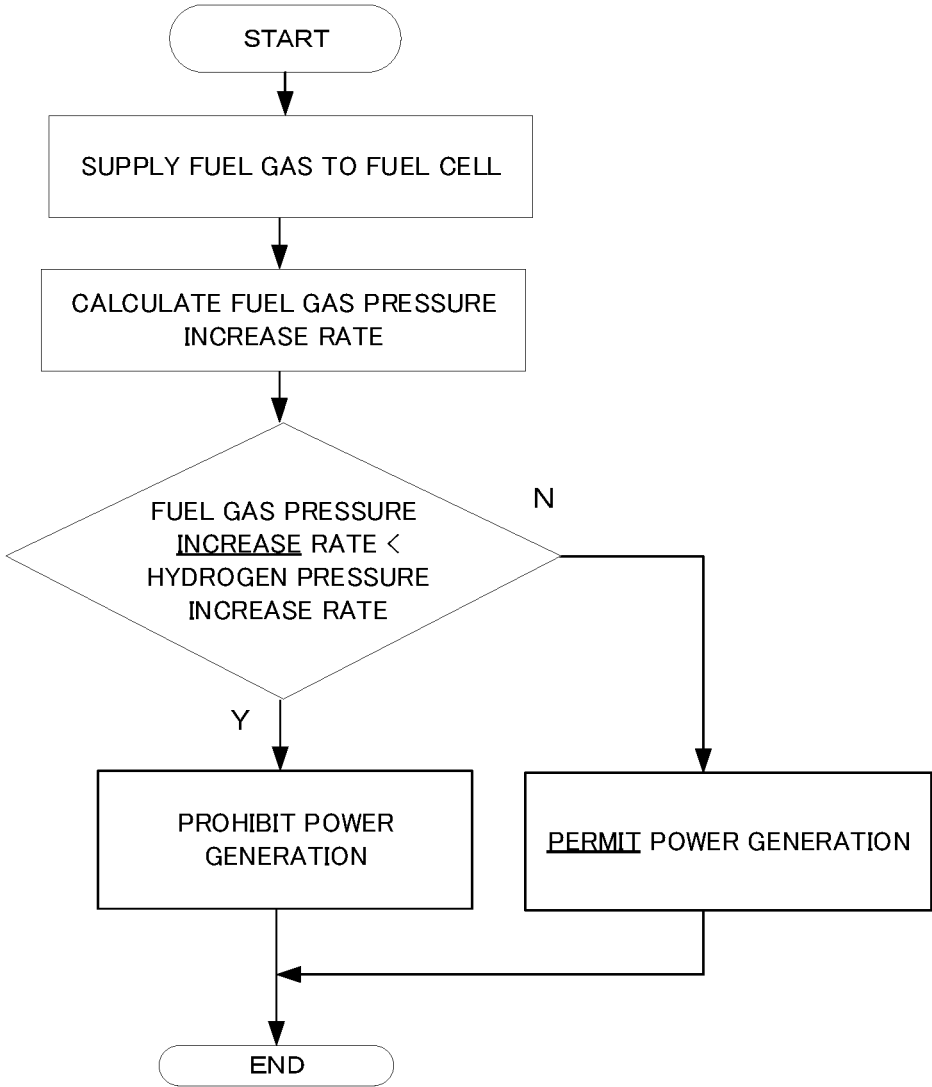 START
SUPPLY FUEL GAS TO FUEL CELL
CALCULATE FUEL GAS PRESSURE
INCREASE RATE
FUEL GAS PRESSURE
INCREASE RATE <
HYDROGEN PRESSURE
INCREASE RATE
N
Y
PROHIBIT POWER
GENERATION
PERMIT POWER GENERATION
END